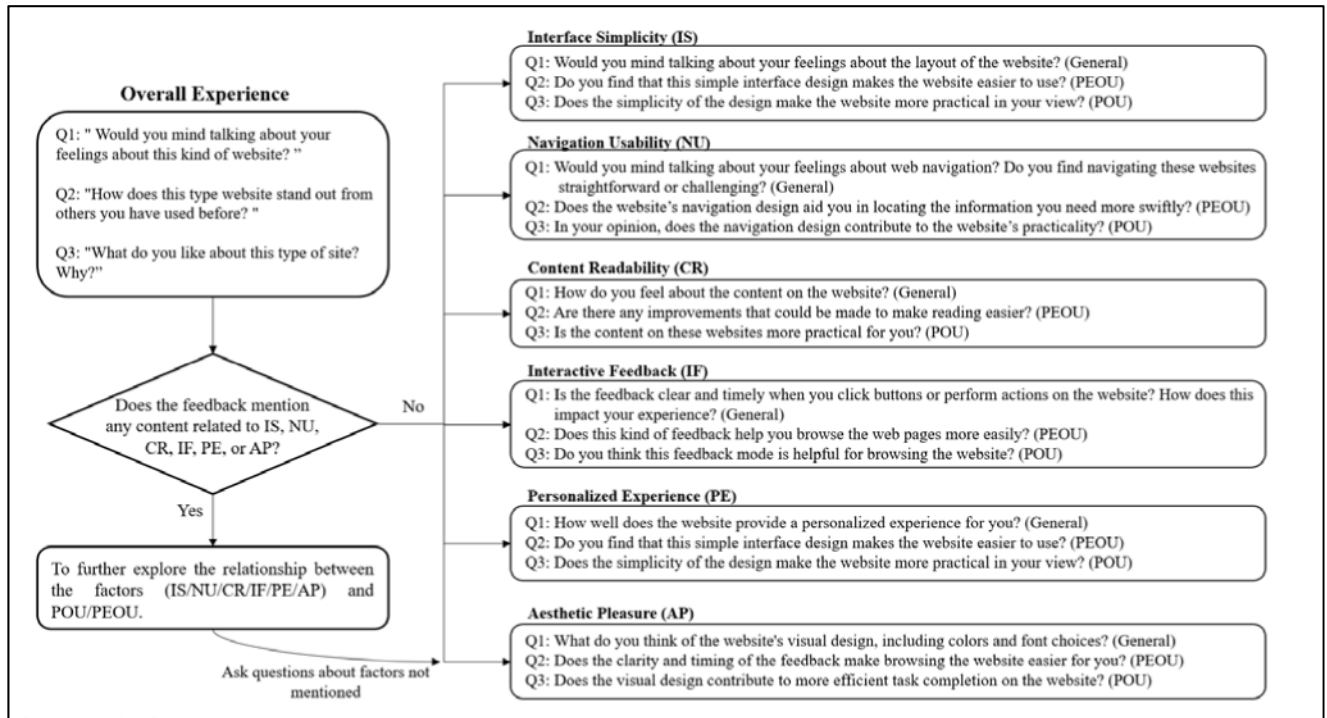 Overall Experience
Q1: " Would you mind talking about your
feelings about this kind of website? ”
Q2: "How does this type website stand out from
others you have used before? "
Q3: "What do you like about this type of site?
Why?”
Does the feedback mention
any content related to IS, NU,
CR, IF, PE, or AP?
No
Yes
To further explore the relationship between
the factors (IS/NU/CR/IF/PE/AP) and
POU/PEOU.
Ask questions about factors not
mentioned
Interface Simplicity (IS)
Q1: Would you mind talking about your feelings about the layout of the website? (General)
Q2: Do you find that this simple interface design makes the website easier to use? (PEOU)
Q3: Does the simplicity of the design make the website more practical in your view? (POU)
Navigation Usability (NU)
Q1: Would you mind talking about your feelings about web navigation? Do you find navigating these websites
straightforward or challenging? (General)
Q2: Does the website’s navigation design aid you in locating the information you need more swiftly? (PEOU)
Q3: In your opinion, does the navigation design contribute to the website’s practicality? (POU)
Content Readability (CR)
Q1: How do you feel about the content on the website? (General)
Q2: Are there any improvements that could be made to make reading easier? (PEOU)
Q3: Is the content on these websites more practical for you? (POU)
Interactive Feedback (IF)
Q1: Is the feedback clear and timely when you click buttons or perform actions on the website? How does this
impact your experience? (General)
Q2: Does this kind of feedback help you browse the web pages more easily? (PEOU)
Q3: Do you think this feedback mode is helpful for browsing the website? (POU)
Personalized Experience (PE)
Q1: How well does the website provide a personalized experience for you? (General)
Q2: Do you find that this simple interface design makes the website easier to use? (PEOU)
Q3: Does the simplicity of the design make the website more practical in your view? (POU)
Aesthetic Pleasure (AP)
Q1: What do you think of the website's visual design, including colors and font choices? (General)
Q2: Does the clarity and timing of the feedback make browsing the website easier for you? (PEOU)
Q3: Does the visual design contribute to more efficient task completion on the website? (POU)